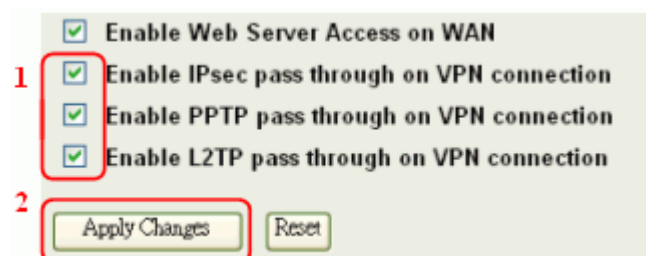 Enable Web Server Access on WAN
1 Enable IPsec pass through on VPN connection
Enable PPTP pass through on VPN connection
Enable L2TP pass through on VPN connection
2
Apply Changes Reset